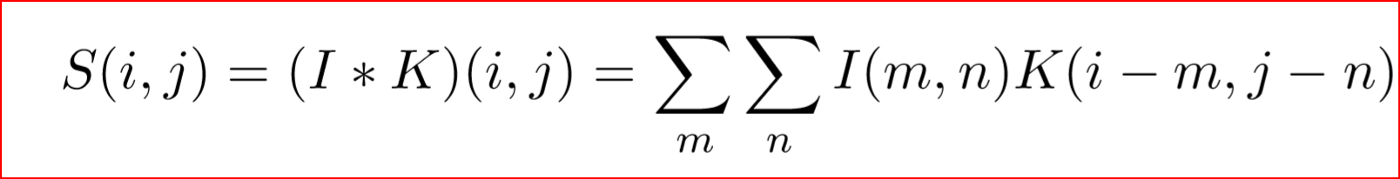 S(i, j) = (I ∗ K)(i, j) = ∑_m ∑_n I(m, n)K(i − m, j − n)